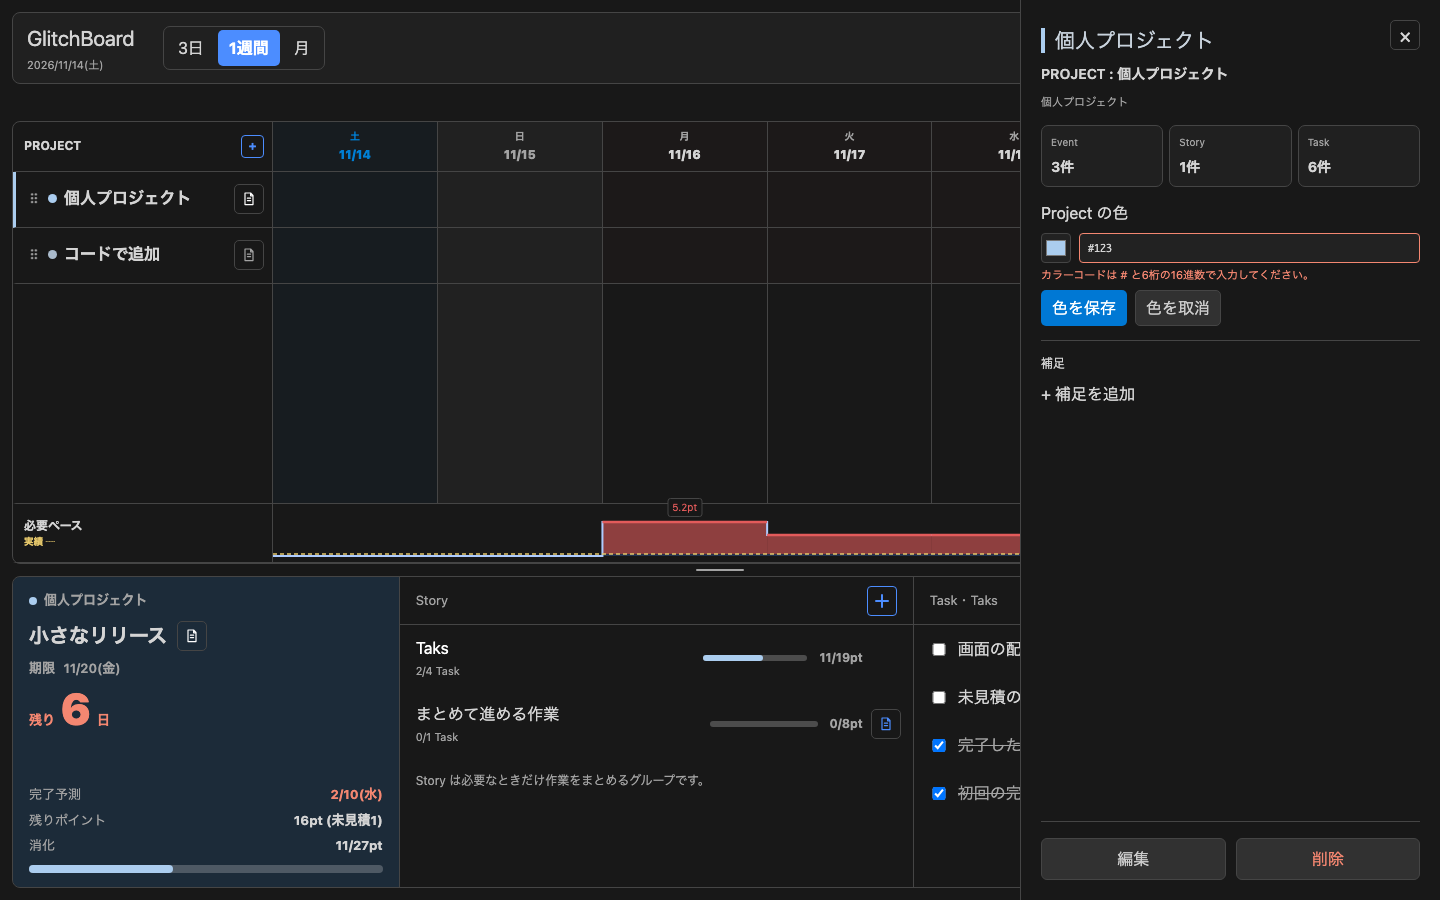 GlitchBoard
2026/11/14(土)
3日 1週間 月
PROJECT
+
土
11/14
日
11/15
月
11/16
火
11/17
水
個人プロジェクト
コードで追加
必要ペース
実績 ---
5.2pt
個人プロジェクト
小さなリリース
期限 11/20(金)
残り 6 日
完了予測 2/10(水)
残りポイント 16pt (未見積1)
消化 11/27pt
Story
+
Taks
2/4 Task
11/19pt
まとめて進める作業
0/1 Task
0/8pt
Story は必要なときだけ作業をまとめるグループです。
Task・Taks
画面の配
未見積の
完了した
初回の完
個人プロジェクト
×
PROJECT : 個人プロジェクト
個人プロジェクト
Event
3件
Story
1件
Task
6件
Project の色
#123
カラーコードは # と6桁の16進数で入力してください。
色を保存 色を取消
補足
+ 補足を追加
編集 削除